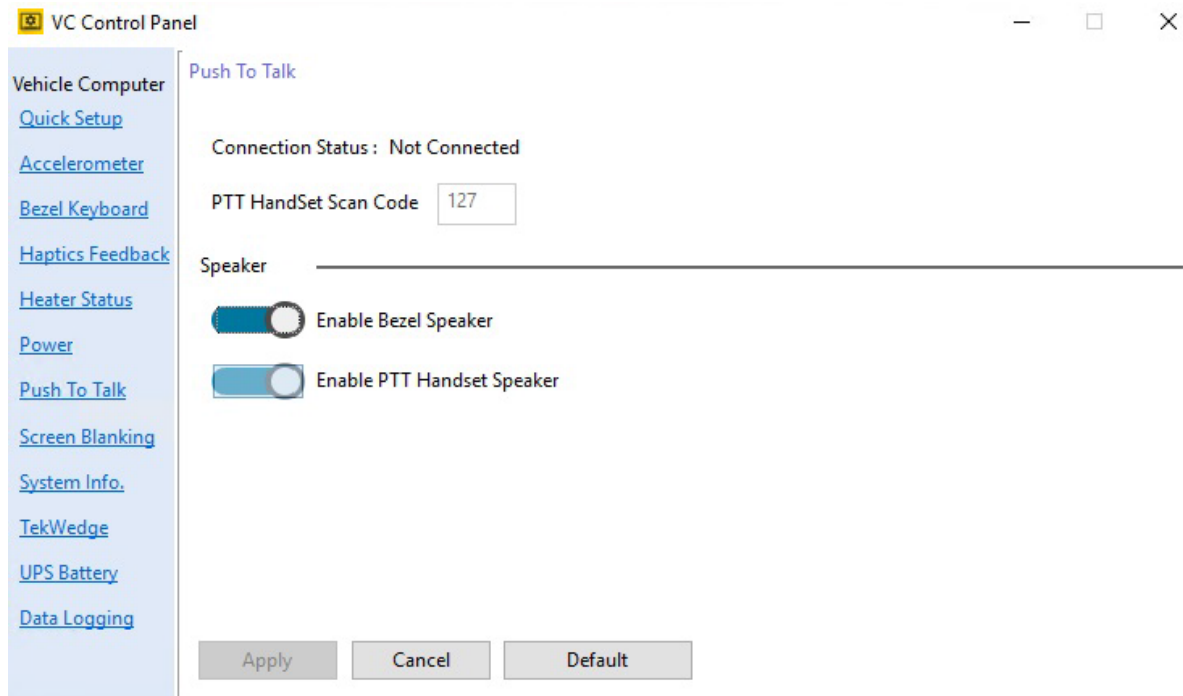 VC Control Panel
Vehicle Computer
Quick Setup
Accelerometer
Bezel Keyboard
Haptics Feedback
Heater Status
Power
Push To Talk
Screen Blanking
System Info.
TekWedge
UPS Battery
Data Logging
Push To Talk
Connection Status : Not Connected
PTT HandSet Scan Code 127
Speaker
Enable Bezel Speaker
Enable PTT Handset Speaker
Apply Cancel Default